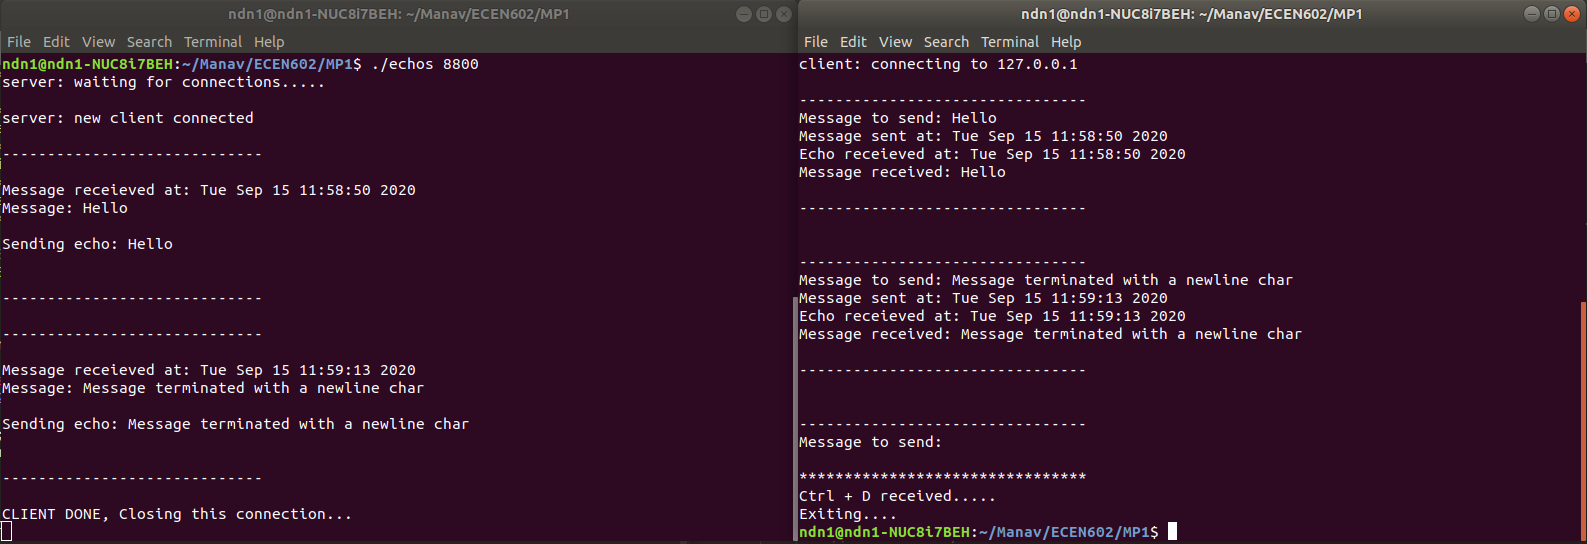 ndn1@ndn1-NUC8i7BEH: ~/Manav/ECEN602/MP1
File Edit View Search Terminal Help
ndn1@ndn1-NUC8i7BEH:~/Manav/ECEN602/MP1$ ./echos 8800
server: waiting for connections.....
server: new client connected
-----------------------------
Message receieved at: Tue Sep 15 11:58:50 2020
Message: Hello
Sending echo: Hello
-----------------------------
-----------------------------
Message receieved at: Tue Sep 15 11:59:13 2020
Message: Message terminated with a newline char
Sending echo: Message terminated with a newline char
-----------------------------
CLIENT DONE, Closing this connection...
ndn1@ndn1-NUC8i7BEH: ~/Manav/ECEN602/MP1
File Edit View Search Terminal Help
client: connecting to 127.0.0.1
--------------------------------
Message to send: Hello
Message sent at: Tue Sep 15 11:58:50 2020
Echo receieved at: Tue Sep 15 11:58:50 2020
Message received: Hello
--------------------------------
--------------------------------
Message to send: Message terminated with a newline char
Message sent at: Tue Sep 15 11:59:13 2020
Echo receieved at: Tue Sep 15 11:59:13 2020
Message received: Message terminated with a newline char
--------------------------------
--------------------------------
Message to send:
********************************
Ctrl + D received.....
Exiting....
ndn1@ndn1-NUC8i7BEH:~/Manav/ECEN602/MP1$